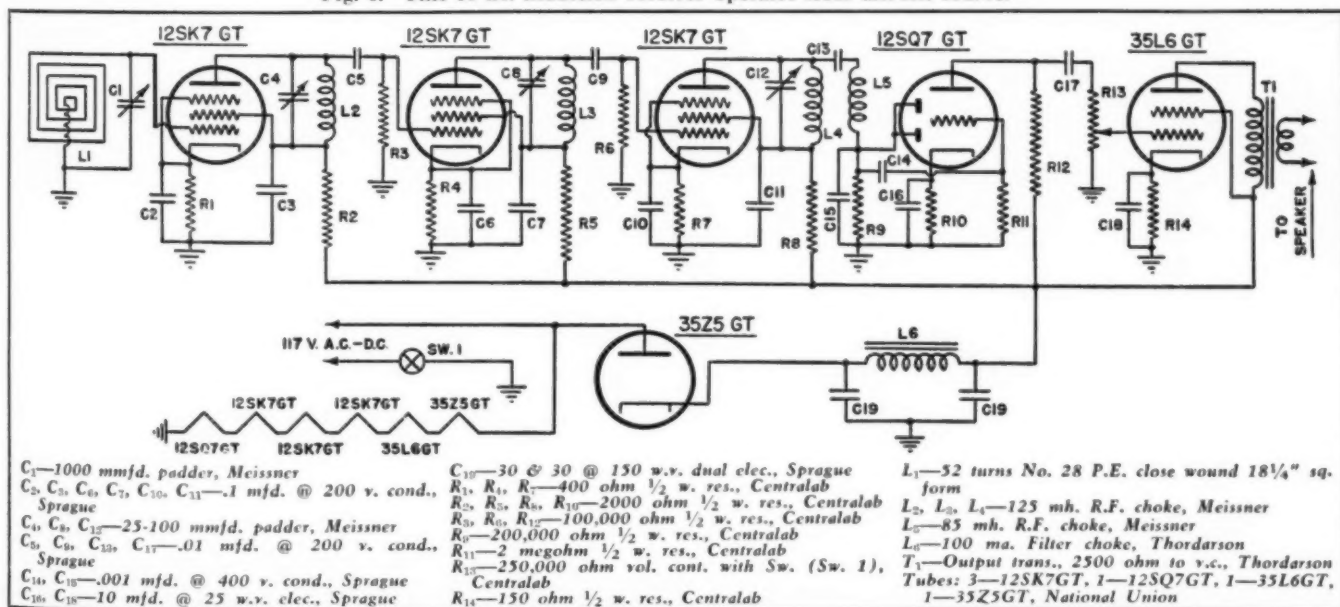 12SK7 GT 12SK7 GT 12SK7 GT 12SQ7 GT 35L6 GT
C1 C4 C5 C8 C9 C12 C13 L5 C17 R13 T1
L1 L2 R3 L3 R6 L4 R12
C2 R1 C3 R2 R4 C6 C7 R5 C10 R7 C11 R8 C15 R9 C14 C16 R10 R11 C18 R14
TO SPEAKER
35Z5 GT
117 V. A.C.-D.C. SW. 1 L6
C19 C19
12SK7GT 12SK7GT 35Z5GT
12SQ7GT 12SK7GT 35L6GT
C₁—1000 mmfd. padder, Meissner
C₂, C₃, C₆, C₇, C₁₀, C₁₁—.1 mfd. @ 200 v. cond.,
Sprague
C₄, C₈, C₁₂—25-100 mmfd. padder, Meissner
C₅, C₉, C₁₃, C₁₇—.01 mfd. @ 200 v. cond.,
Sprague
C₁₄, C₁₅—.001 mfd. @ 400 v. cond., Sprague
C₁₆, C₁₈—10 mfd. @ 25 w.v. elec., Sprague
C₁₉—30 & 30 @ 150 w.v. dual elec., Sprague
R₁, R₄, R₇—400 ohm ½ w. res., Centralab
R₂, R₅, R₈, R₁₀—2000 ohm ½ w. res., Centralab
R₃, R₆, R₁₂—100,000 ohm ½ w. res., Centralab
R₉—200,000 ohm ½ w. res., Centralab
R₁₁—2 megohm ½ w. res., Centralab
R₁₃—250,000 ohm vol. cont. with Sw. (Sw. 1),
Centralab
R₁₄—150 ohm ½ w. res., Centralab
L₁—52 turns No. 28 P.E. close wound 18¼" sq.
form
L₂, L₃, L₄—125 mh. R.F. choke, Meissner
L₅—85 mh. R.F. choke, Meissner
L₆—100 ma. Filter choke, Thordarson
T₁—Output trans., 2500 ohm to v.c., Thordarson
Tubes: 3—12SK7GT, 1—12SQ7GT, 1—35L6GT,
1—35Z5GT, National Union